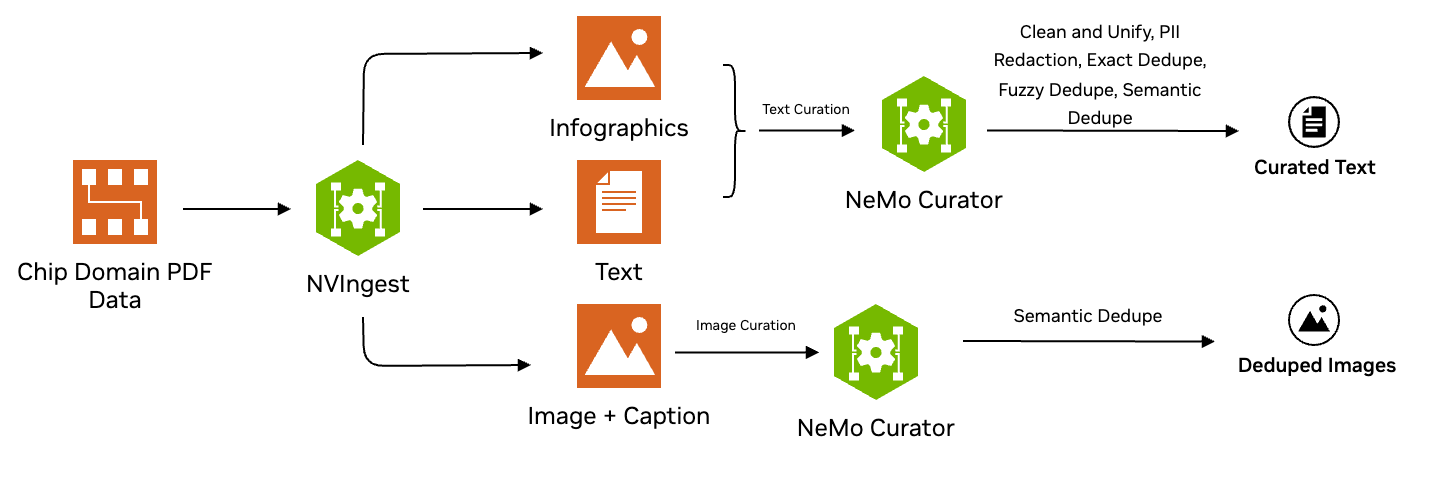 Clean and Unify, PII
Redaction, Exact Dedupe,
Fuzzy Dedupe, Semantic
Dedupe
Text Curation
Infographics
Curated Text
NeMo Curator
Chip Domain PDF
Data
NVIngest
Text
Image Curation
Semantic Dedupe
Deduped Images
Image + Caption
NeMo Curator